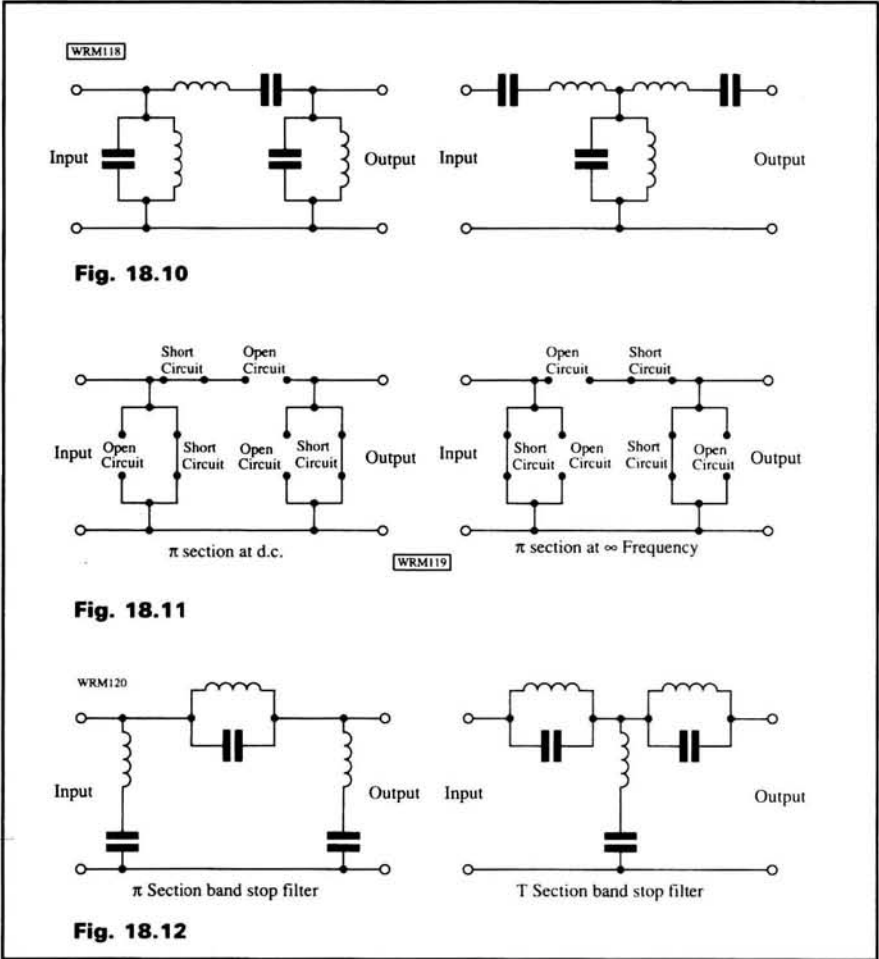 WRM118
Input
Output
Input
Output
Fig. 18.10
Short
Circuit
Open
Circuit
Open
Circuit
Short
Circuit
Input
Open
Circuit
Short
Circuit
Open
Circuit
Short
Circuit
Output
Input
Short
Circuit
Open
Circuit
Short
Circuit
Open
Circuit
Output
π section at d.c.
π section at ∞ Frequency
WRM119
Fig. 18.11
WRM120
Input
Output
Input
Output
π Section band stop filter
T Section band stop filter
Fig. 18.12